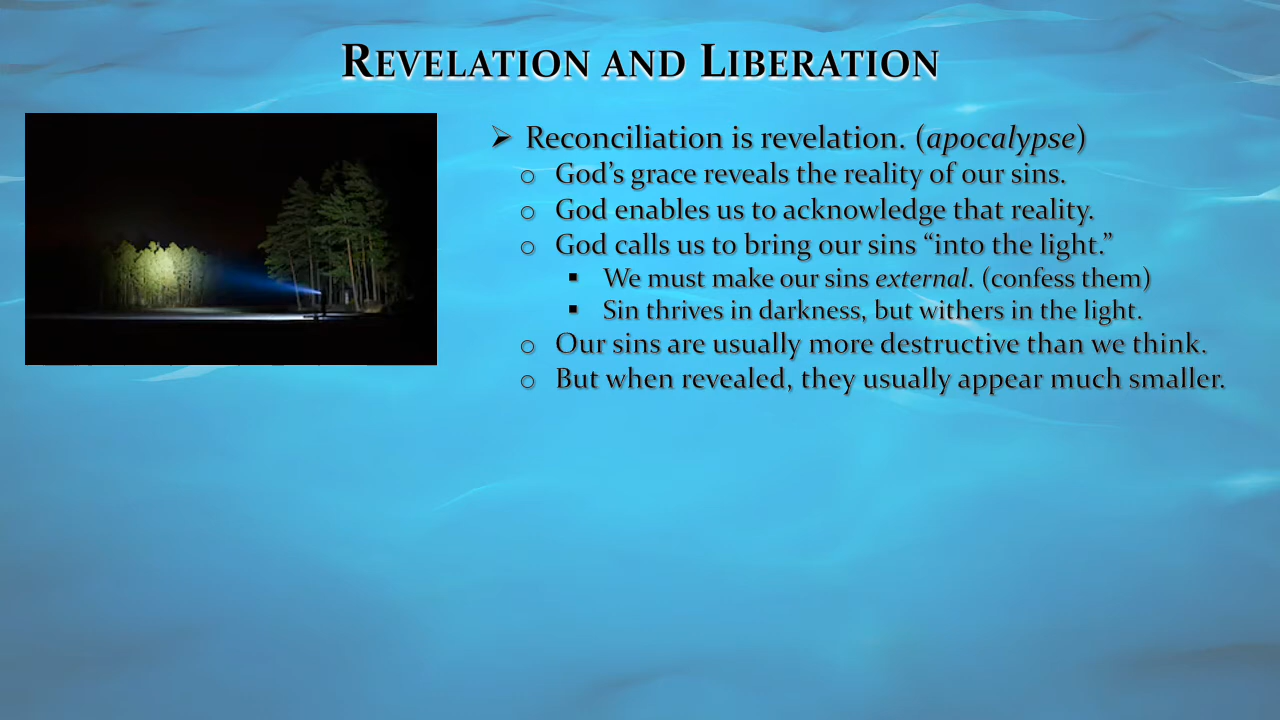 REVELATION AND LIBERATION
➢ Reconciliation is revelation. (apocalypse)
o God’s grace reveals the reality of our sins.
o God enables us to acknowledge that reality.
o God calls us to bring our sins “into the light.”
▪ We must make our sins external. (confess them)
▪ Sin thrives in darkness, but withers in the light.
o Our sins are usually more destructive than we think.
o But when revealed, they usually appear much smaller.